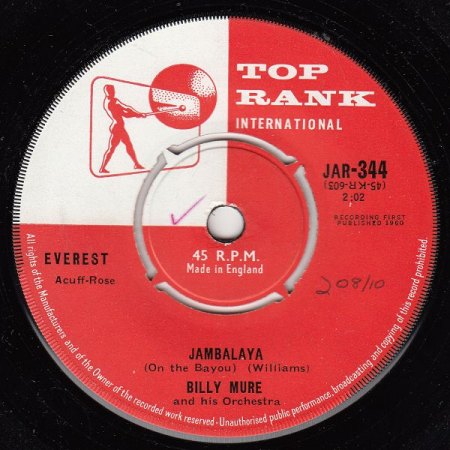 TOP
RANK
INTERNATIONAL
JAR-344
(45-K-603)
2;02
RECORDING FIRST
PUBLISHED 1960
45 R.P.M.
Made in England
EVEREST
Acuff-Rose
208/10
JAMBALAYA
(On the Bayou) (Williams)
BILLY MURE
and his Orchestra
All rights of the Manufacturers and of the Owner of the recorded work reserved - Unauthorised public performance, broadcasting and copying of this record prohibited.